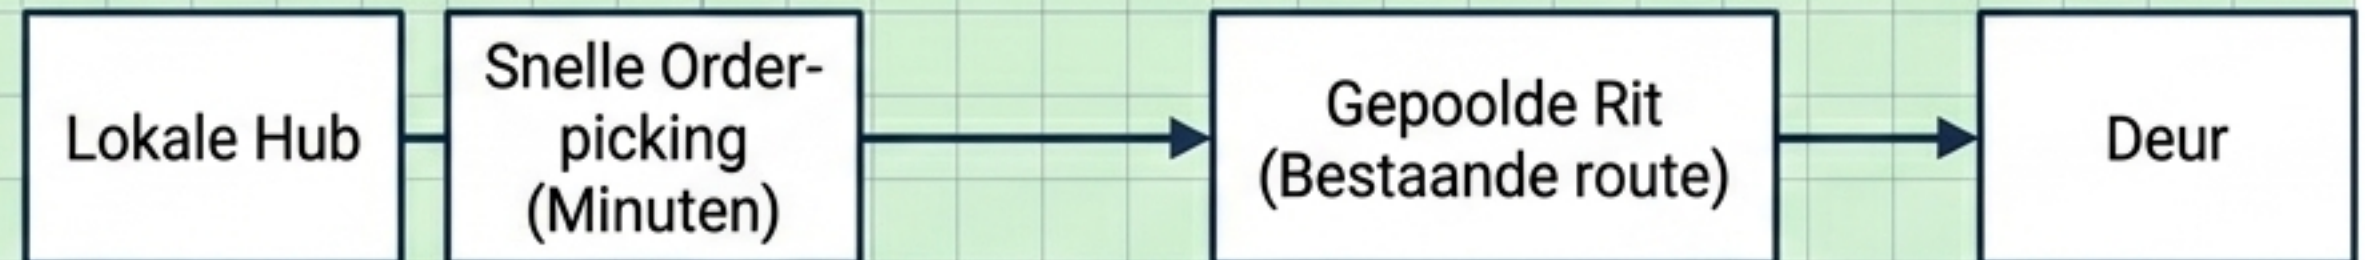 Lokale Hub
Snelle Order-
picking
(Minuten)
Gepoolde Rit
(Bestaande route)
Deur